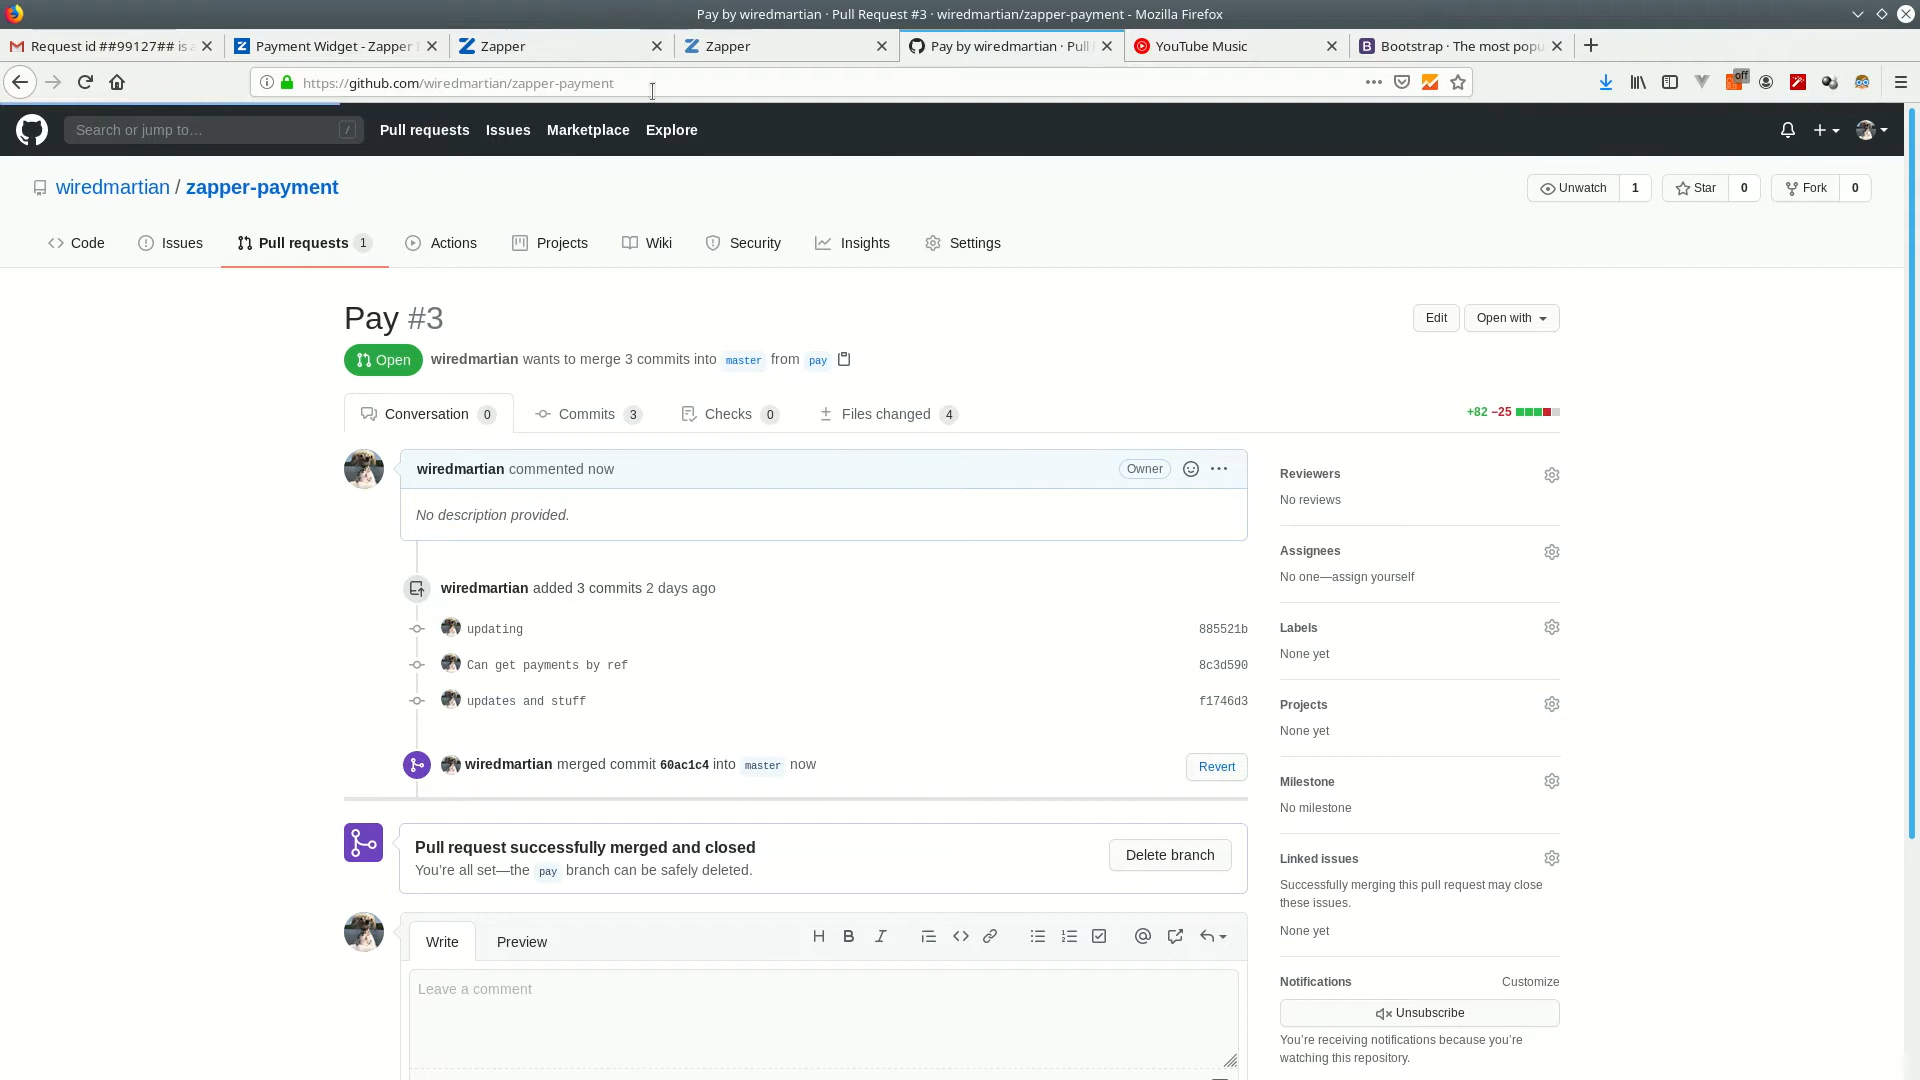 Pay by wiredmartian · Pull Request #3 · wiredmartian/zapper-payment - Mozilla Firefox
Request id ##99127## is a
Payment Widget - Zapper
Zapper
Zapper
Pay by wiredmartian · Pull
YouTube Music
Bootstrap · The most popu
https://github.com/wiredmartian/zapper-payment
off
Search or jump to…
/
Pull requests
Issues
Marketplace
Explore
wiredmartian / zapper-payment
Unwatch 1
Star 0
Fork 0
Code
Issues
Pull requests 1
Actions
Projects
Wiki
Security
Insights
Settings
Pay #3
Edit
Open with
Open
wiredmartian wants to merge 3 commits into master from pay
Conversation 0
Commits 3
Checks 0
Files changed 4
+82 −25
wiredmartian commented now
Owner
No description provided.
wiredmartian added 3 commits 2 days ago
updating 885521b
Can get payments by ref 8c3d590
updates and stuff f1746d3
wiredmartian merged commit 60ac1c4 into master now
Revert
Pull request successfully merged and closed
You're all set—the pay branch can be safely deleted.
Delete branch
Write
Preview
Leave a comment
Reviewers
No reviews
Assignees
No one—assign yourself
Labels
None yet
Projects
None yet
Milestone
No milestone
Linked issues
Successfully merging this pull request may close
these issues.
None yet
Notifications
Customize
Unsubscribe
You're receiving notifications because you're
watching this repository.